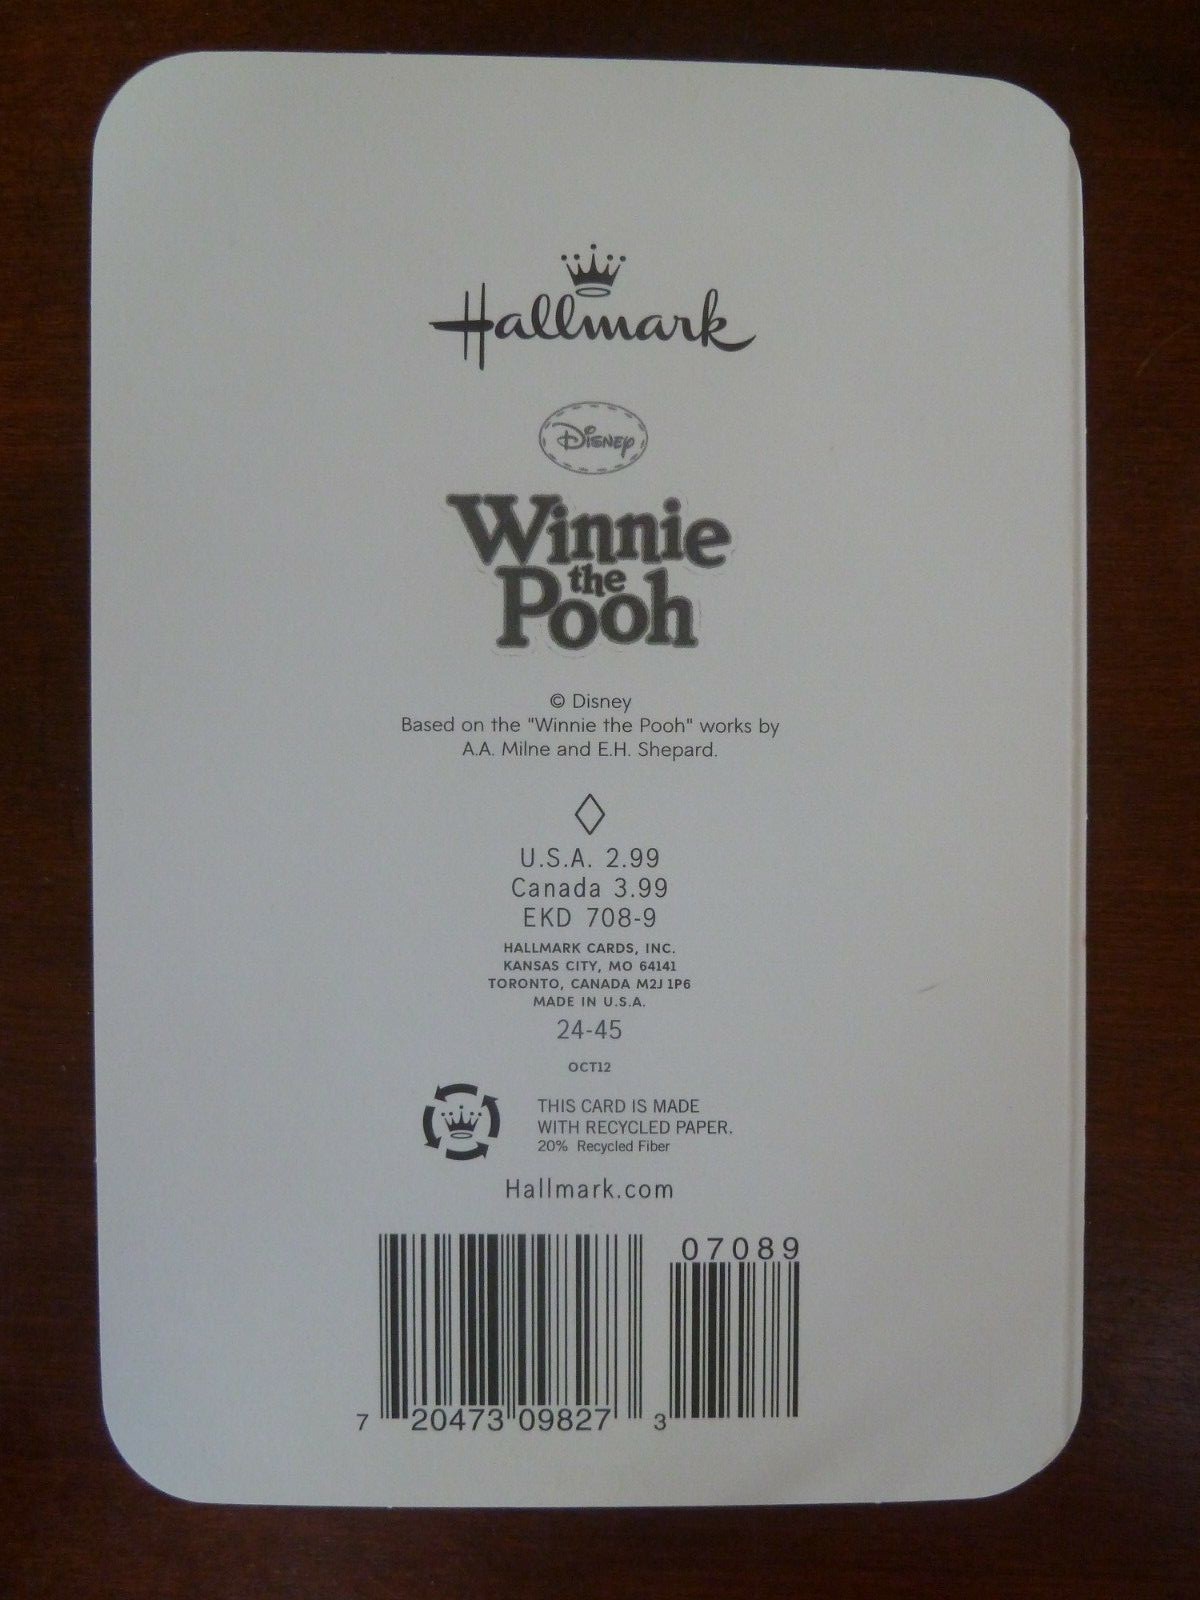 Hallmark
Disney
Winnie
the
Pooh
© Disney
Based on the "Winnie the Pooh" works by
A.A. Milne and E.H. Shepard.
U.S.A. 2.99
Canada 3.99
EKD 708-9
HALLMARK CARDS, INC.
KANSAS CITY, MO 64141
TORONTO, CANADA M2J 1P6
MADE IN U.S.A.
24-45
OCT12
THIS CARD IS MADE
WITH RECYCLED PAPER.
20% Recycled Fiber
Hallmark.com
07089
7 20473 09827 3